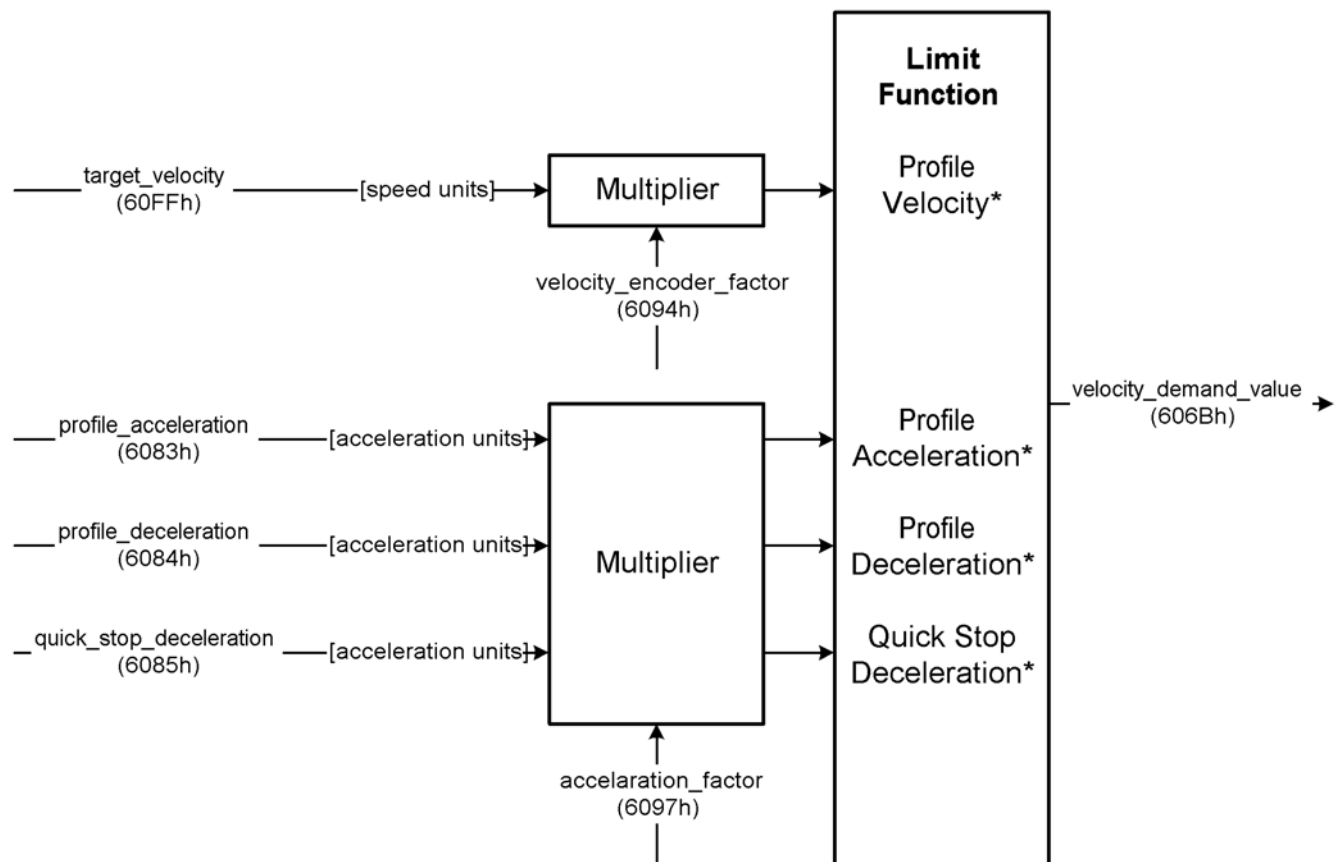 Limit
Function
target_velocity
(60FFh)
[speed units]
Multiplier
Profile
Velocity*
velocity_encoder_factor
(6094h)
velocity_demand_value
(606Bh)
profile_acceleration
(6083h)
[acceleration units]
Profile
Acceleration*
profile_deceleration
(6084h)
[acceleration units]
Multiplier
Profile
Deceleration*
quick_stop_deceleration
(6085h)
[acceleration units]
Quick Stop
Deceleration*
accelaration_factor
(6097h)